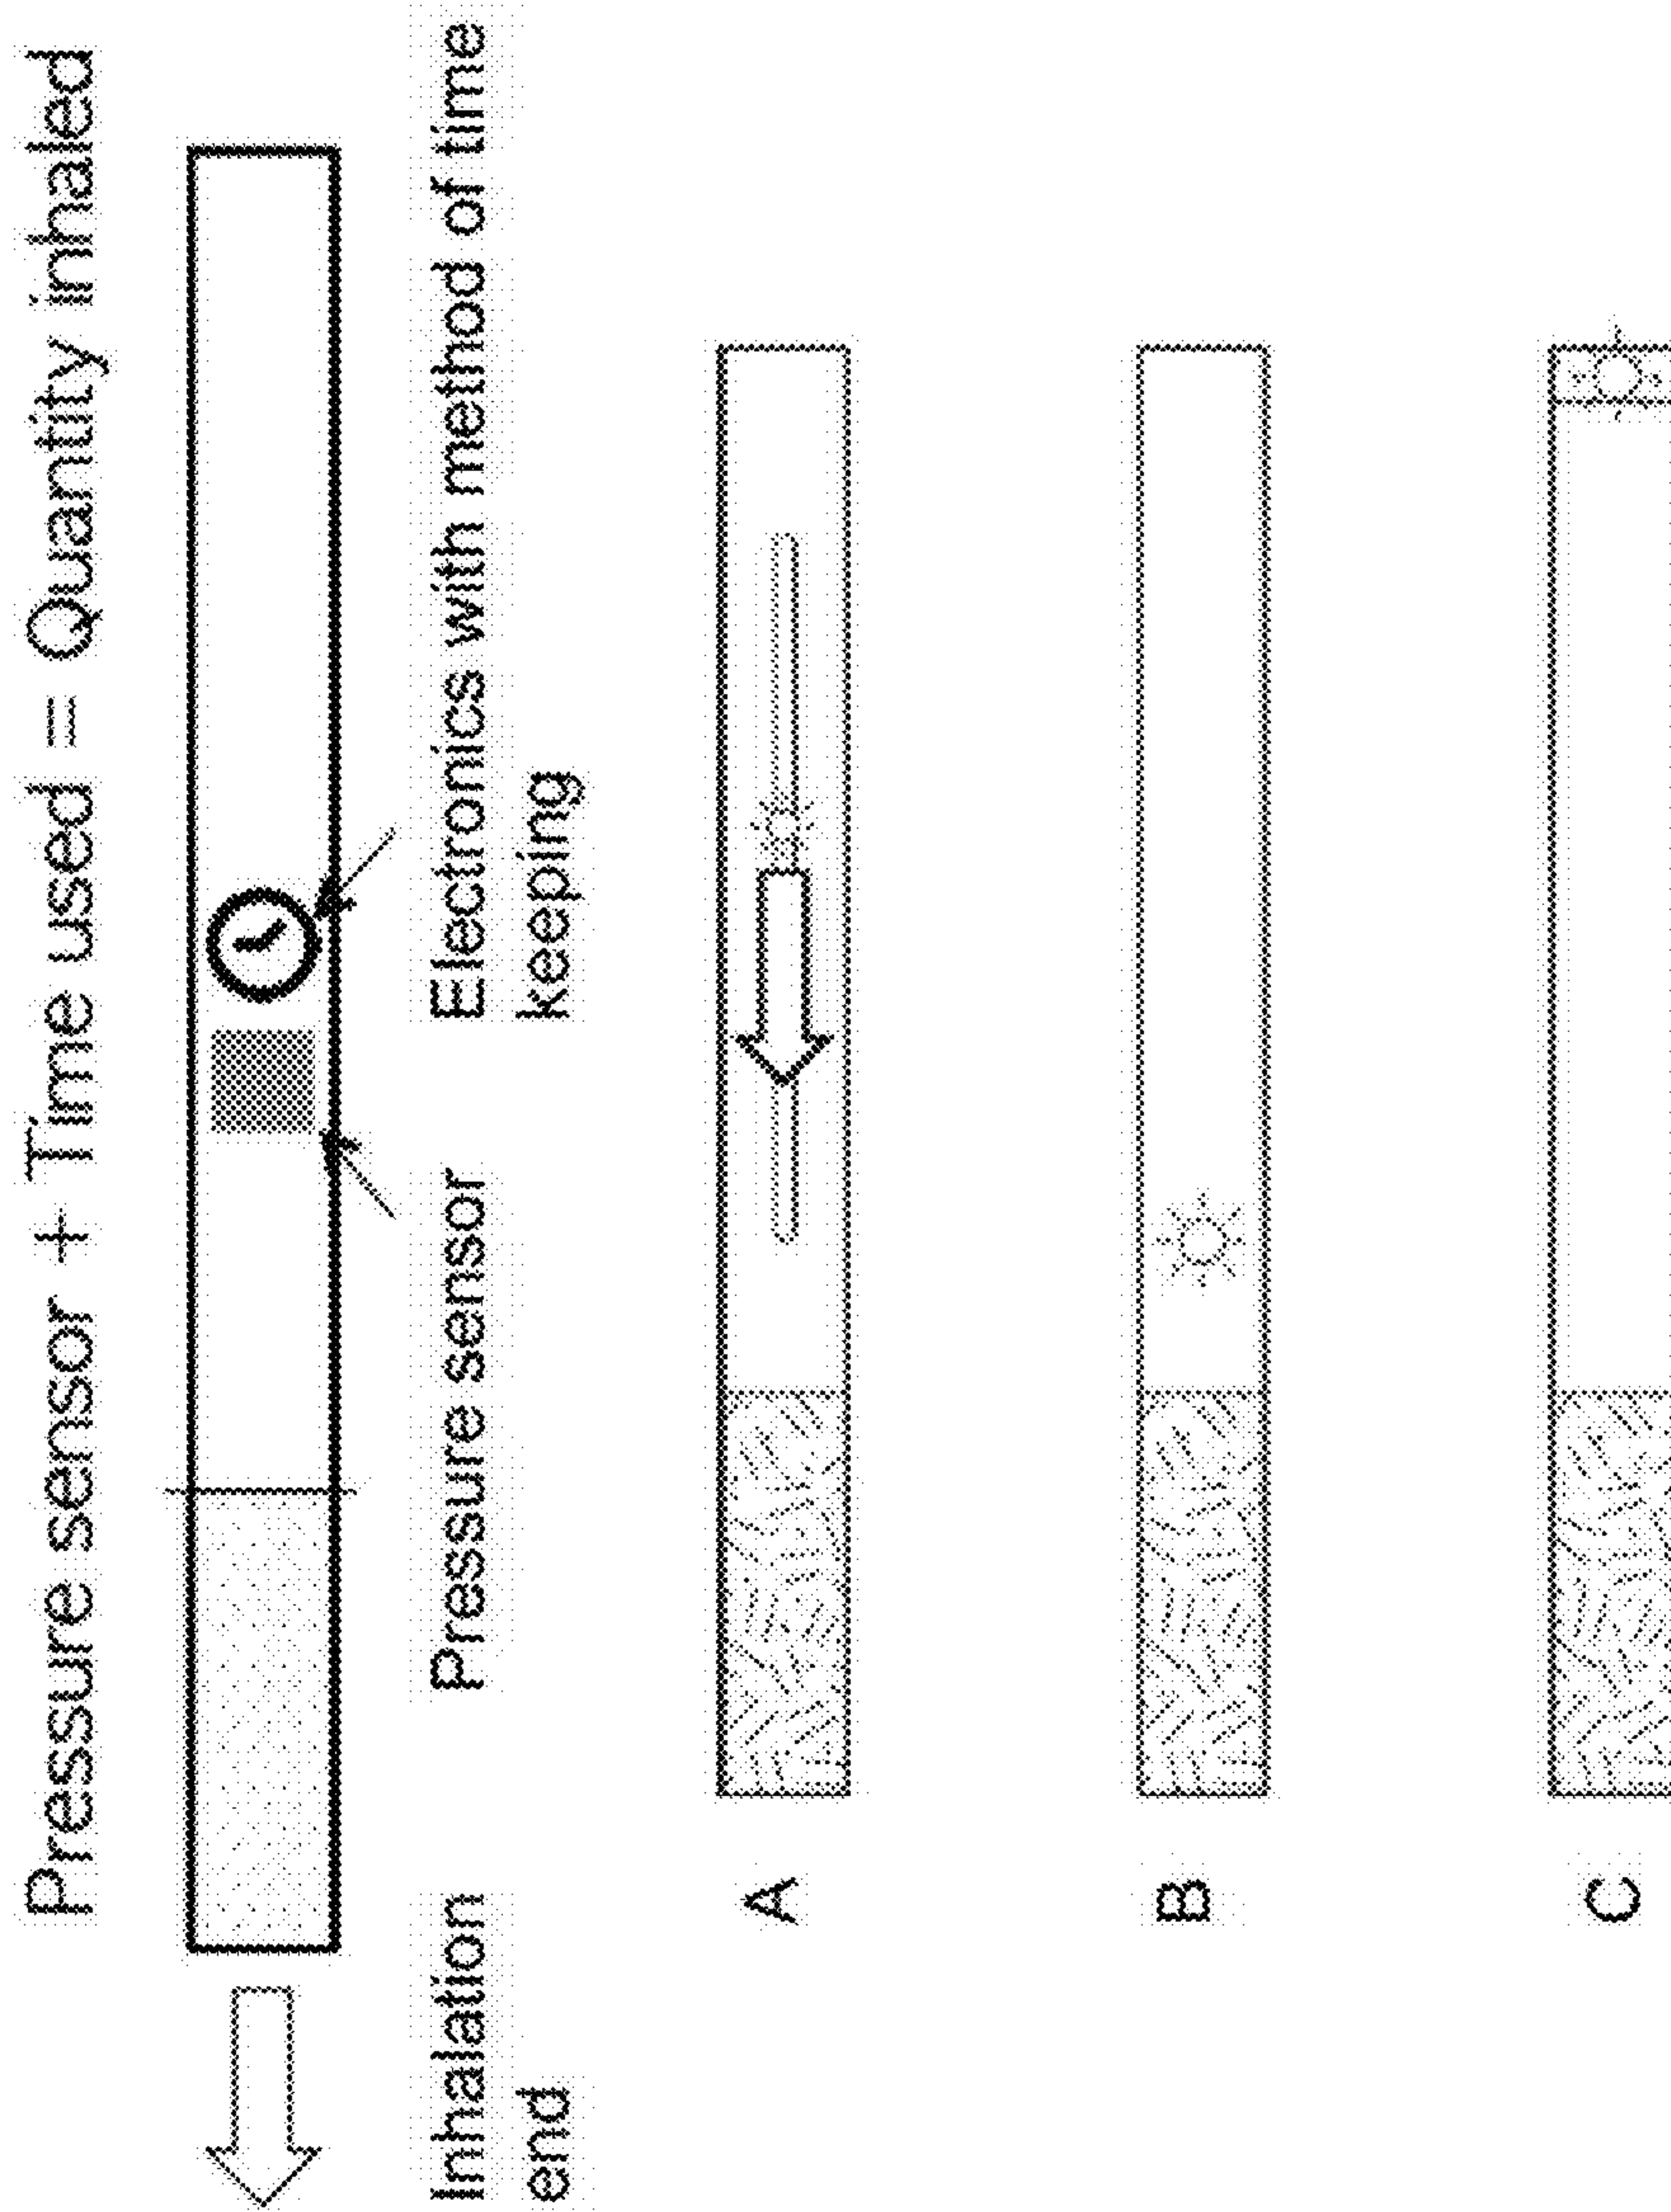 Pressure sensor + Time used = Quantity inhaled
Inhalation
end
Pressure sensor
Electronics with method of time
keeping
A
B
C